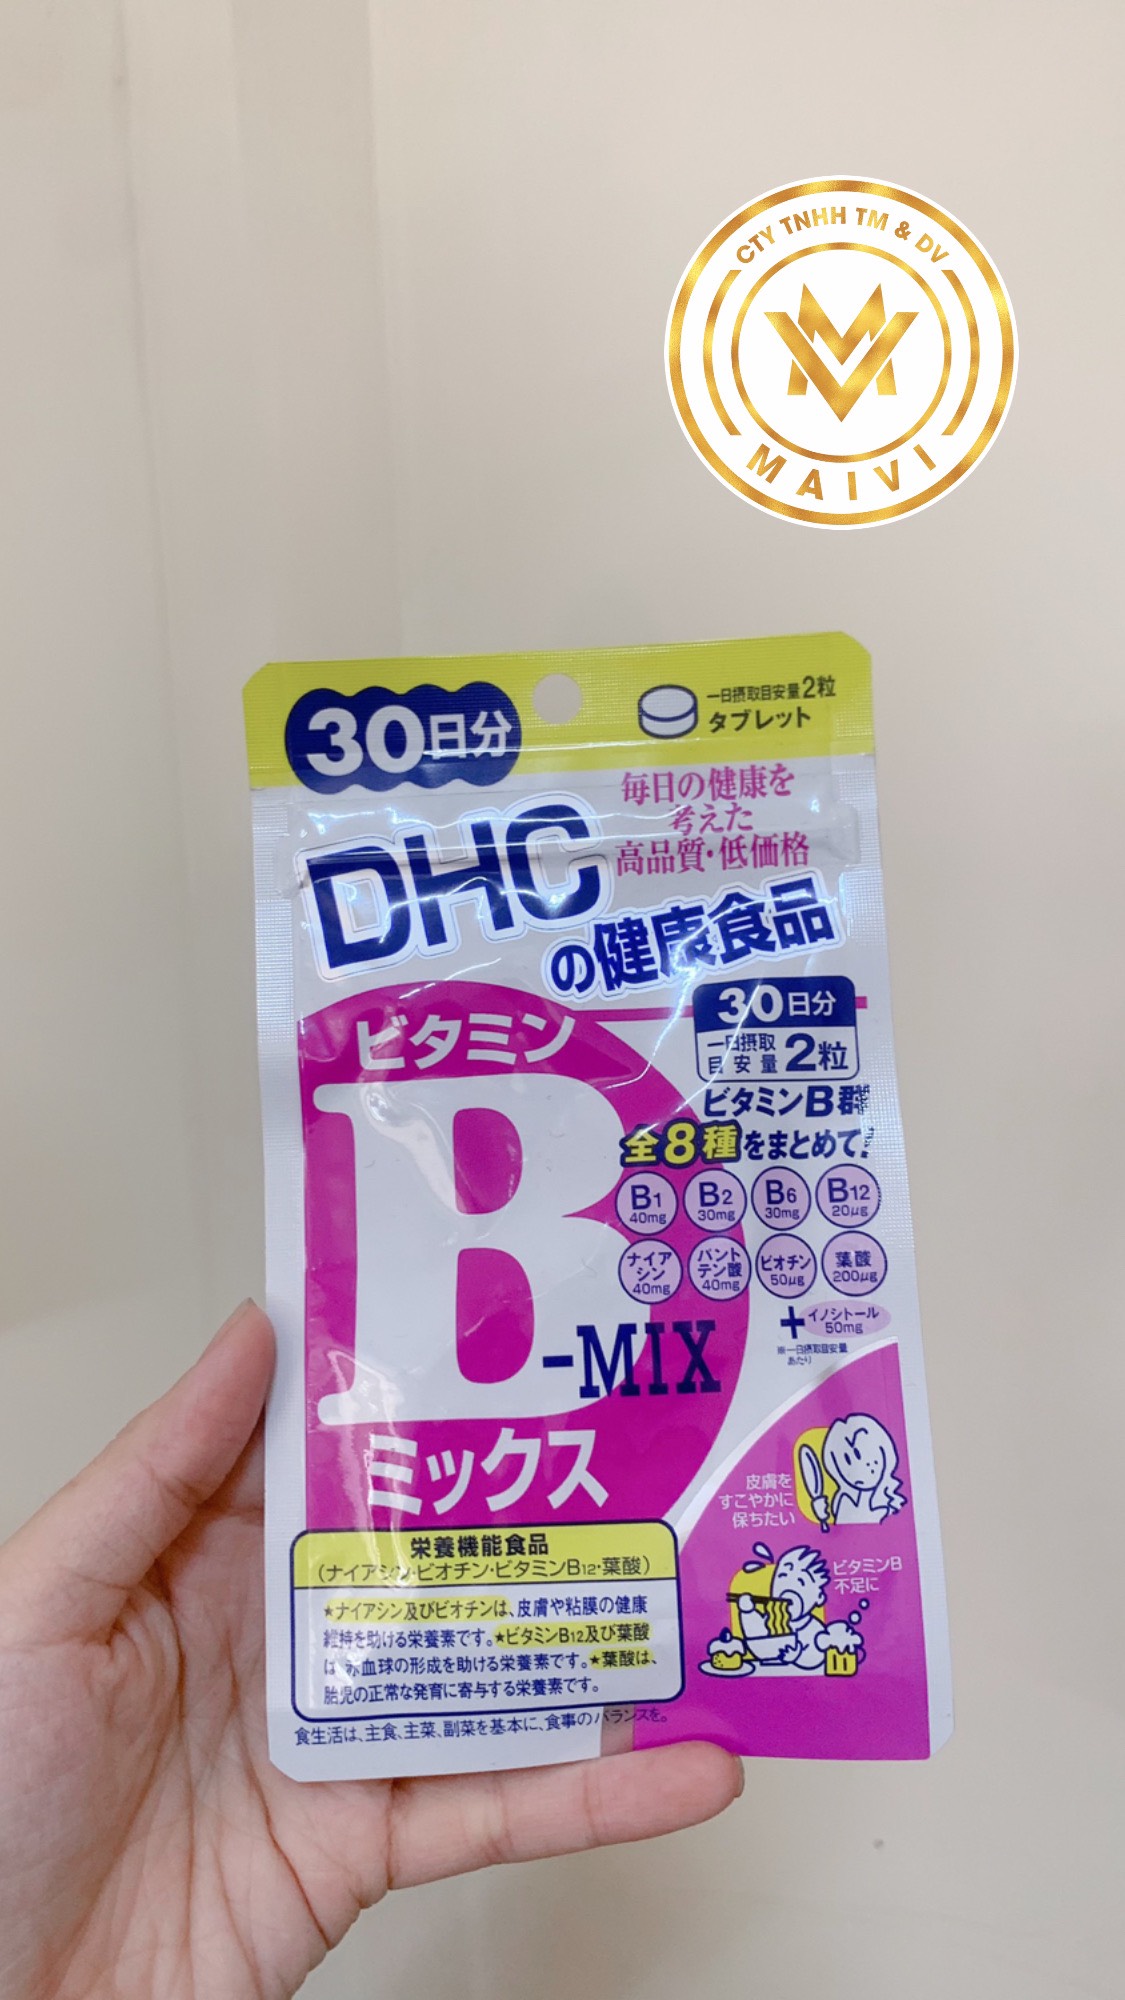 CTY TNHH TM & DV
MV
MAIVI
30日分
一日摂取目安量2粒
タブレット
毎日の健康を
考えた
高品質・低価格
DHC
の健康食品
30日分
一日摂取
目安量 2粒
ビタミン
B
-MIX
ミックス
ビタミンB群
全8種をまとめて!
B1
40mg
B2
30mg
B6
30mg
B12
20μg
ナイア
シン
40mg
パント
テン酸
40mg
ビオチン
50μg
葉酸
200μg
+イノシトール
50mg
※一日摂取目安量
あたり
皮膚を
すこやかに
保ちたい
ビタミンB
不足に
栄養機能食品
(ナイアシン・ビオチン・ビタミンB12・葉酸)
★ナイアシン及びビオチンは、皮膚や粘膜の健康
維持を助ける栄養素です。★ビタミンB12及び葉酸
は、赤血球の形成を助ける栄養素です。★葉酸は、
胎児の正常な発育に寄与する栄養素です。
食生活は、主食、主菜、副菜を基本に、食事のバランスを。